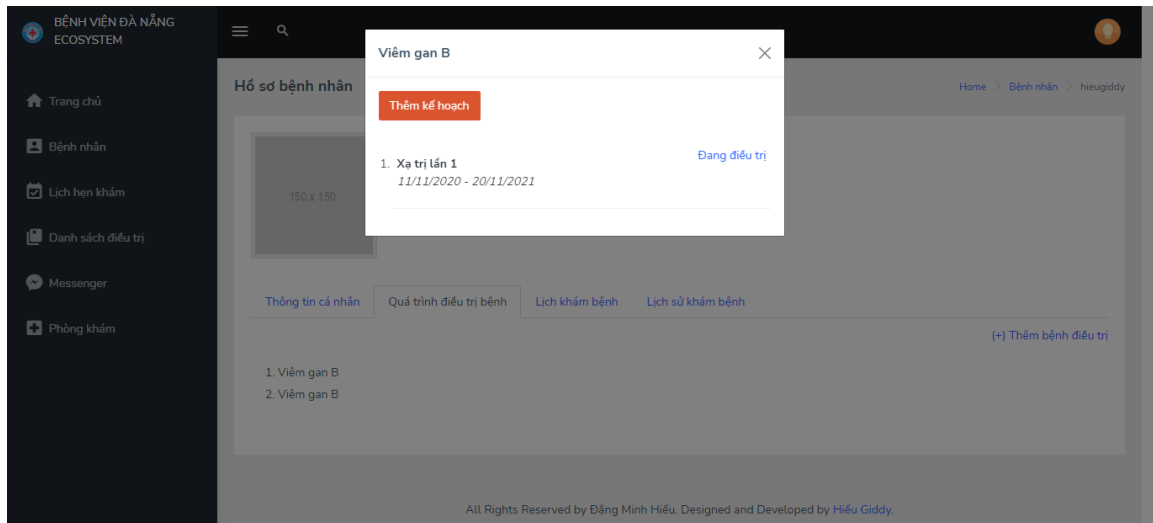 BỆNH VIỆN ĐÀ NẴNG
ECOSYSTEM
Trang chủ
Bệnh nhân
Lịch hẹn khám
Danh sách điều trị
Messenger
Phòng khám
Hồ sơ bệnh nhân
Home > Bệnh nhân > hieugiddy
Viêm gan B
Thêm kế hoạch
1. Xạ trị lần 1
Đang điều trị
11/11/2020 - 20/11/2021
150 x 150
Thông tin cá nhân
Quá trình điều trị bệnh
Lịch khám bệnh
Lịch sử khám bệnh
(+) Thêm bệnh điều trị
1. Viêm gan B
2. Viêm gan B
All Rights Reserved by Đặng Minh Hiếu. Designed and Developed by Hiếu Giddy.